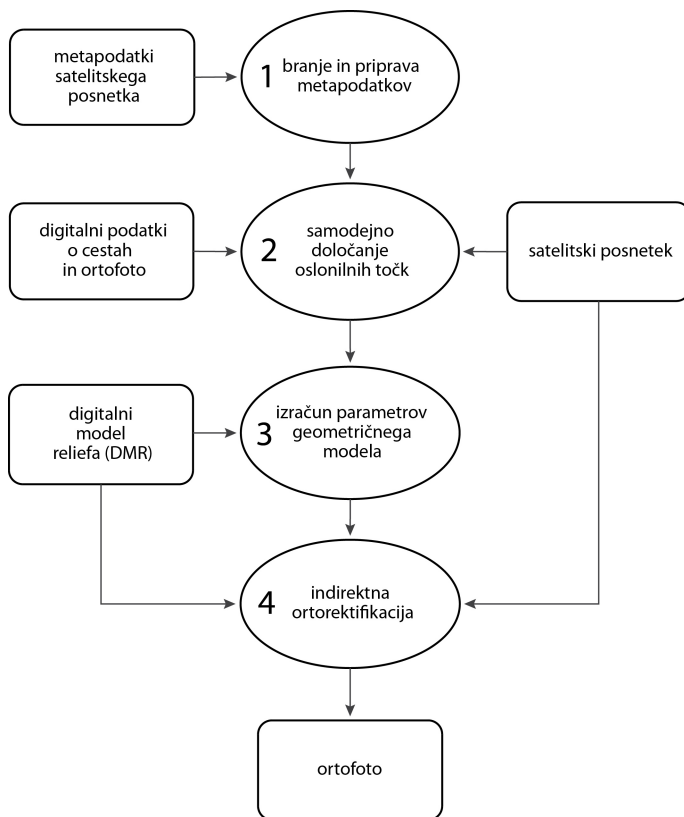 metapodatki
satelitskega
posnetka
1
branje in priprava
metapodatkov
digitalni podatki
o cestah
in ortofoto
2
samodejno
določanje
oslonilnih točk
satelitski posnetek
digitalni
model
reliefa (DMR)
3
izračun parametrov
geometričnega
modela
4
indirektna
ortorektifikacija
ortofoto